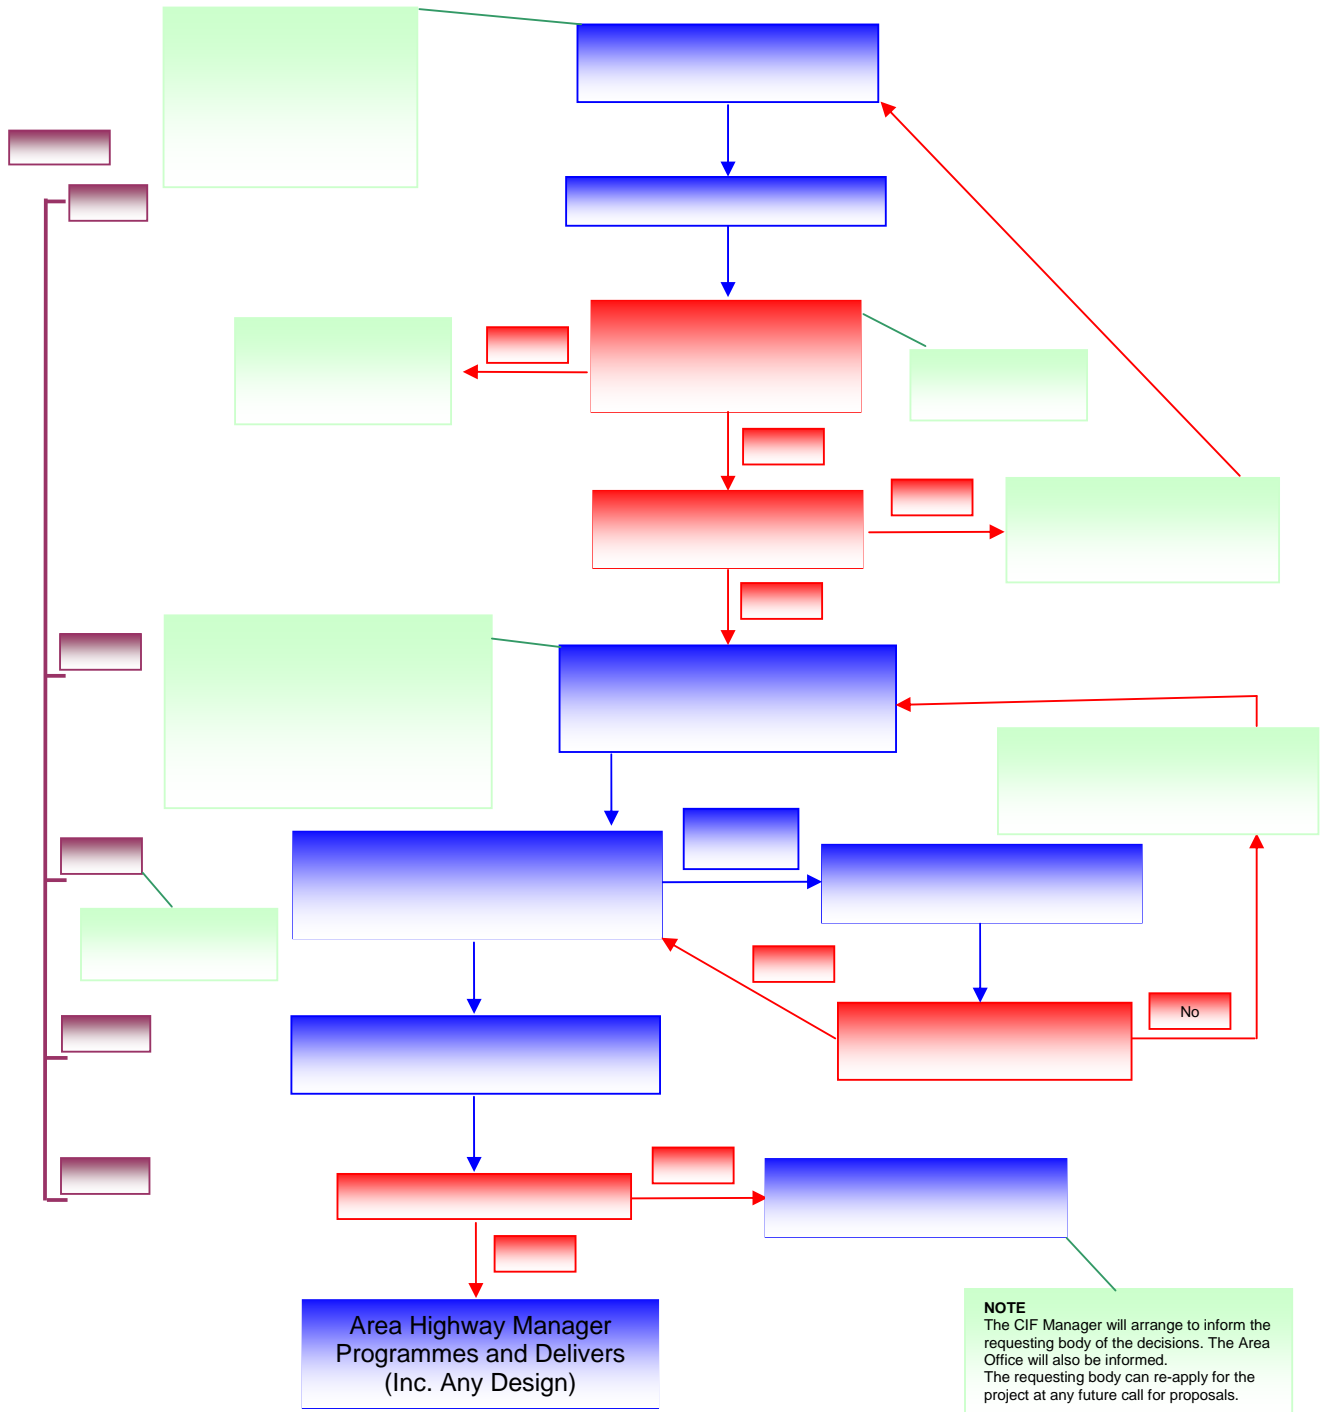 No
Area Highway Manager
Programmes and Delivers
(Inc. Any Design)
NOTE
The CIF Manager will arrange to inform the
requesting body of the decisions. The Area
Office will also be informed.
The requesting body can re-apply for the
project at any future call for proposals.